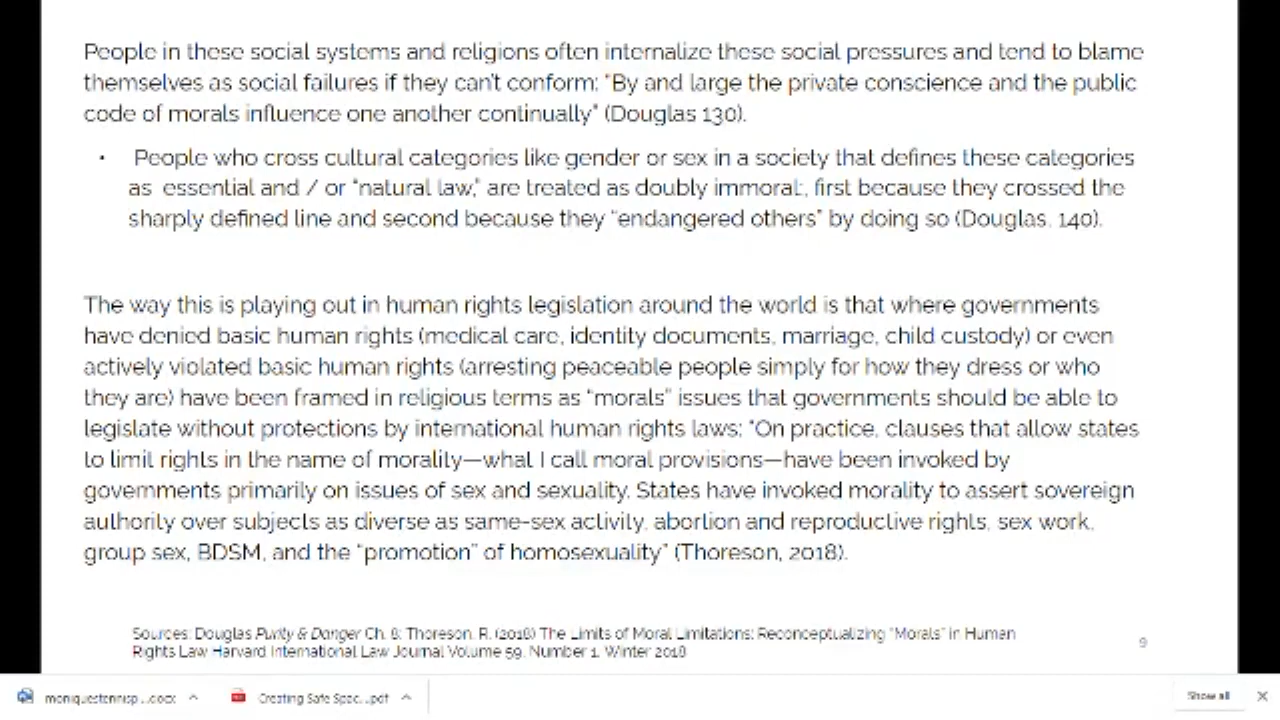 People in these social systems and religions often internalize these social pressures and tend to blame
themselves as social failures if they can't conform: "By and large the private conscience and the public
code of morals influence one another continually" (Douglas 130).
• People who cross cultural categories like gender or sex in a society that defines these categories
as essential and / or "natural law," are treated as doubly immoral:, first because they crossed the
sharply defined line and second because they "endangered others" by doing so (Douglas, 140).
The way this is playing out in human rights legislation around the world is that where governments
have denied basic human rights (medical care, identity documents, marriage, child custody) or even
actively violated basic human rights (arresting peaceable people simply for how they dress or who
they are) have been framed in religious terms as "morals" issues that governments should be able to
legislate without protections by international human rights laws: "On practice, clauses that allow states
to limit rights in the name of morality—what I call moral provisions—have been invoked by
governments primarily on issues of sex and sexuality. States have invoked morality to assert sovereign
authority over subjects as diverse as same-sex activity, abortion and reproductive rights, sex work,
group sex, BDSM, and the "promotion" of homosexuality" (Thoreson, 2018).
Sources: Douglas Purity & Danger Ch. 8; Thoreson, R. (2018) The Limits of Moral Limitations: Reconceptualizing "Morals" in Human
Rights Law Harvard International Law Journal Volume 59, Number 1, Winter 2018
9
moniquestennisp....docx
Creating Safe Spac....pdf
Show all